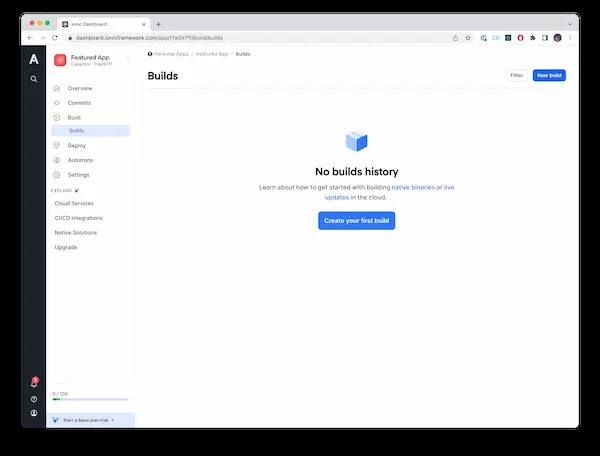 Ionic Dashboard
dashboard.ionicframework.com/app/11a0971f/build/builds
Featured App
Capacitor • 11a0971f
Personal Apps / Featured App / Builds
Builds
Filter
New build
Overview
Commits
Build
Builds
Deploy
Automate
Settings
EXPLORE
Cloud Services
CI/CD Integrations
Native Solutions
Upgrade
No builds history
Learn about how to get started with building native binaries or live
updates in the cloud.
Create your first build
0 / 100
Start a Basic plan trial